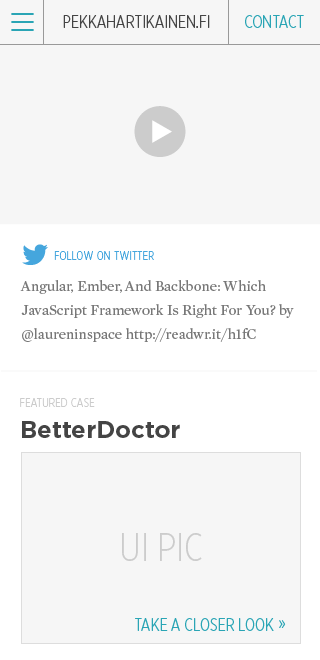 PEKKAHARTIKAINEN.FI
CONTACT
FOLLOW ON TWITTER
Angular, Ember, And Backbone: Which
JavaScript Framework Is Right For You? by
@laureninspace http://readwr.it/h1fC
FEATURED CASE
BetterDoctor
UI PIC
TAKE A CLOSER LOOK »